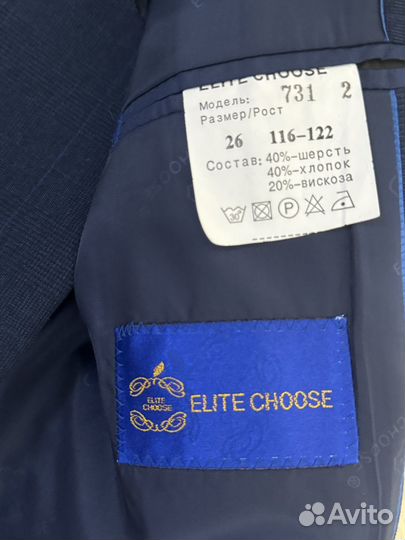 ELITE CHOOSE
Модель: 731 2
Размер/Рост
26 116-122
Состав: 40%-шерсть
40%-хлопок
20%-вискоза
30°
P
ELITE
CHOOSE
ELITE CHOOSE
Avito